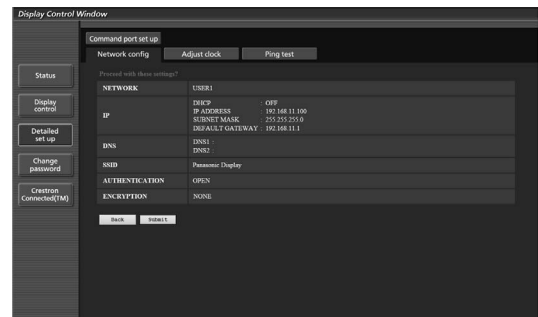 Display Control Window
Command port set up
Network config Adjust clock Ping test
Status
Display
control
Detailed
set up
Change
password
Crestron
Connected(TM)
Proceed with these settings?
NETWORK USER1
IP
DHCP : OFF
IP ADDRESS : 192.168.11.100
SUBNET MASK : 255.255.255.0
DEFAULT GATEWAY : 192.168.11.1
DNS
DNS1 :
DNS2 :
SSID Panasonic Display
AUTHENTICATION OPEN
ENCRYPTION NONE
Back Submit